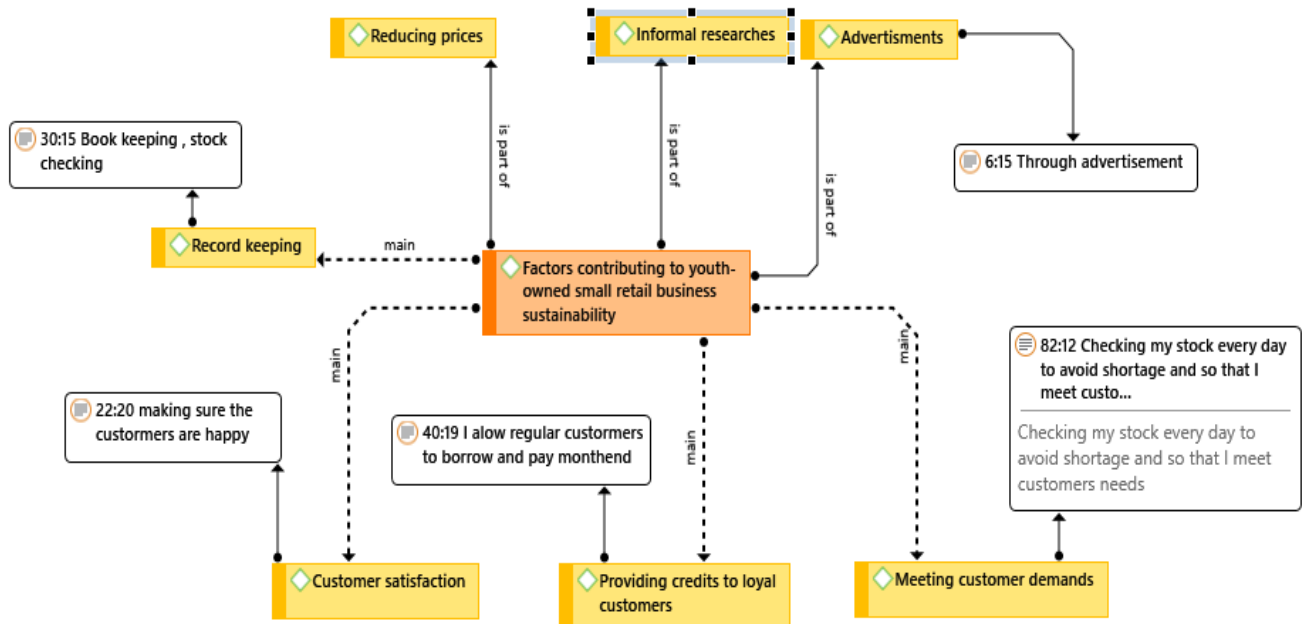 Reducing prices
Informal researches
Advertisments
30:15 Book keeping , stock
checking
is part of
is part of
is part of
6:15 Through advertisement
Record keeping
main
Factors contributing to youth-
owned small retail business
sustainability
main
main
main
82:12 Checking my stock every day
to avoid shortage and so that I
meet custo...
Checking my stock every day to
avoid shortage and so that I meet
customers needs
22:20 making sure the
custormers are happy
40:19 I alow regular custormers
to borrow and pay monthend
Customer satisfaction
Providing credits to loyal
customers
Meeting customer demands